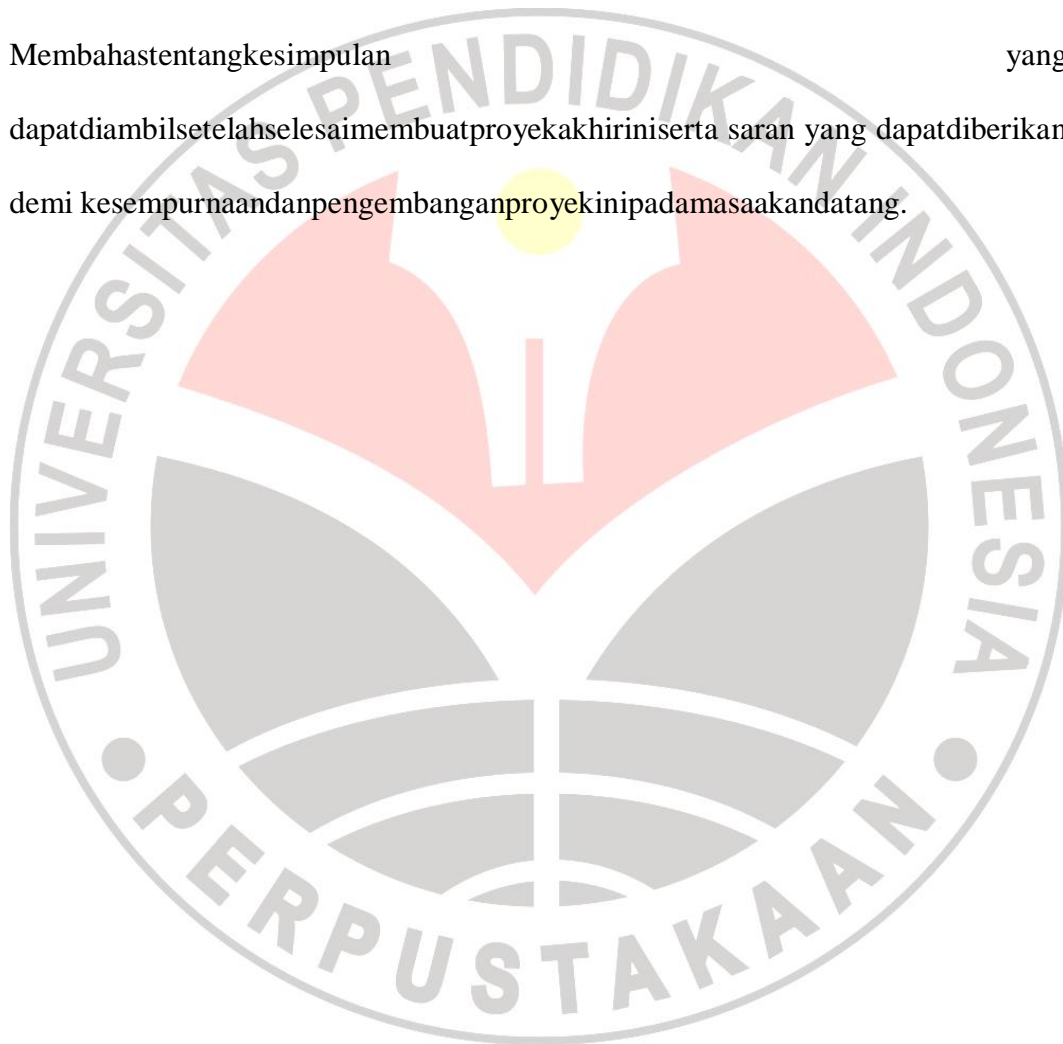 Membahastentangkesimpulan yang
dapatdiambilsetelahselesaimembuatproyekakhiriniserta saran yang dapatdiberikan
demi kesempurnaandanpengembanganproyekinipadamasaakandatang.
UNIVERSITAS PENDIDIKAN INDONESIA
PERPUSTAKAAN